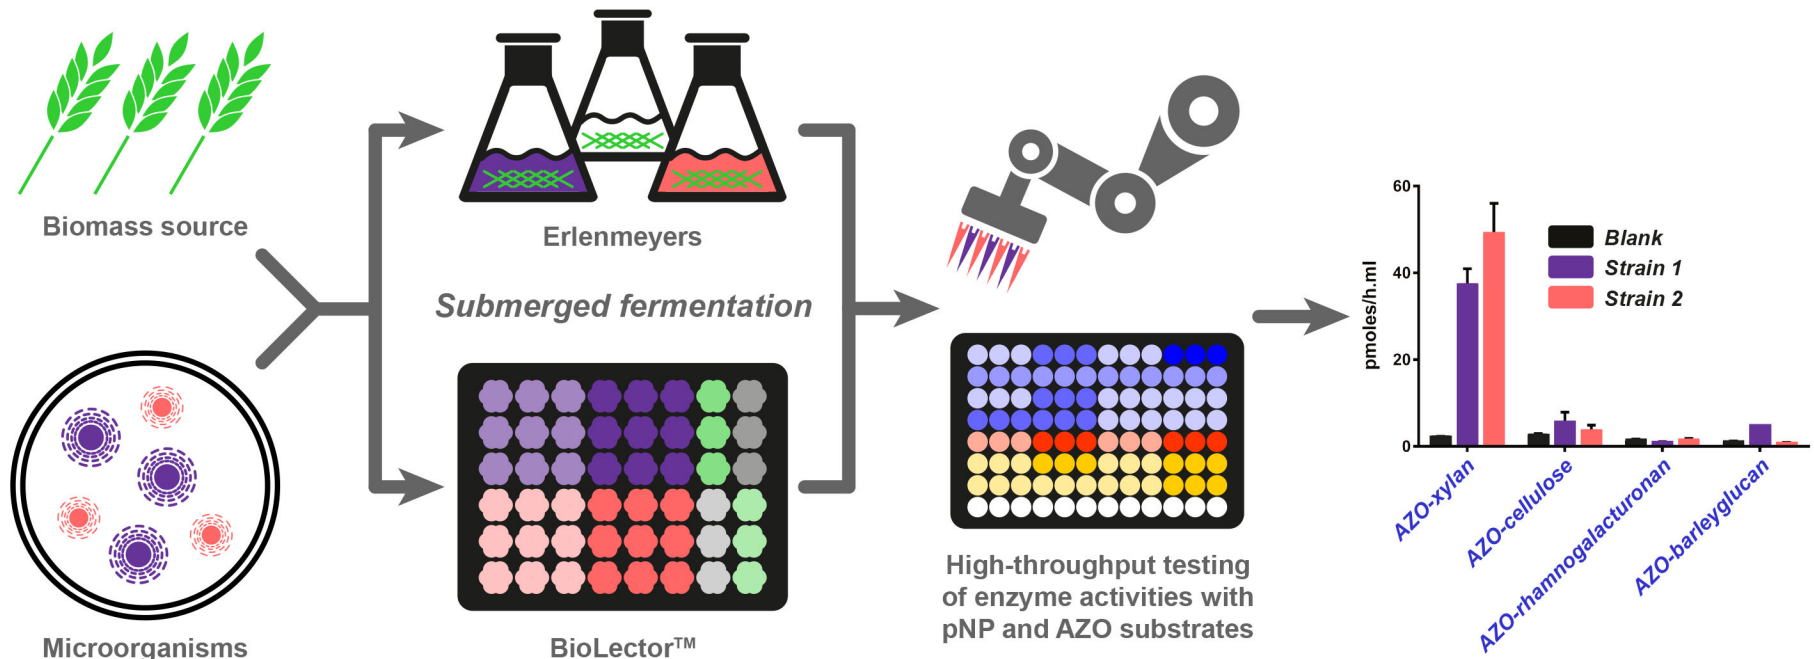 Biomass source
Microorganisms
Erlenmeyers
Submerged fermentation
BioLector™
High-throughput testing
of enzyme activities with
pNP and AZO substrates
pmoles/h.ml
60
40
20
0
Blank
Strain 1
Strain 2
AZO-xylan
AZO-cellulose
AZO-rhamnogalacturonan
AZO-barleyglucan